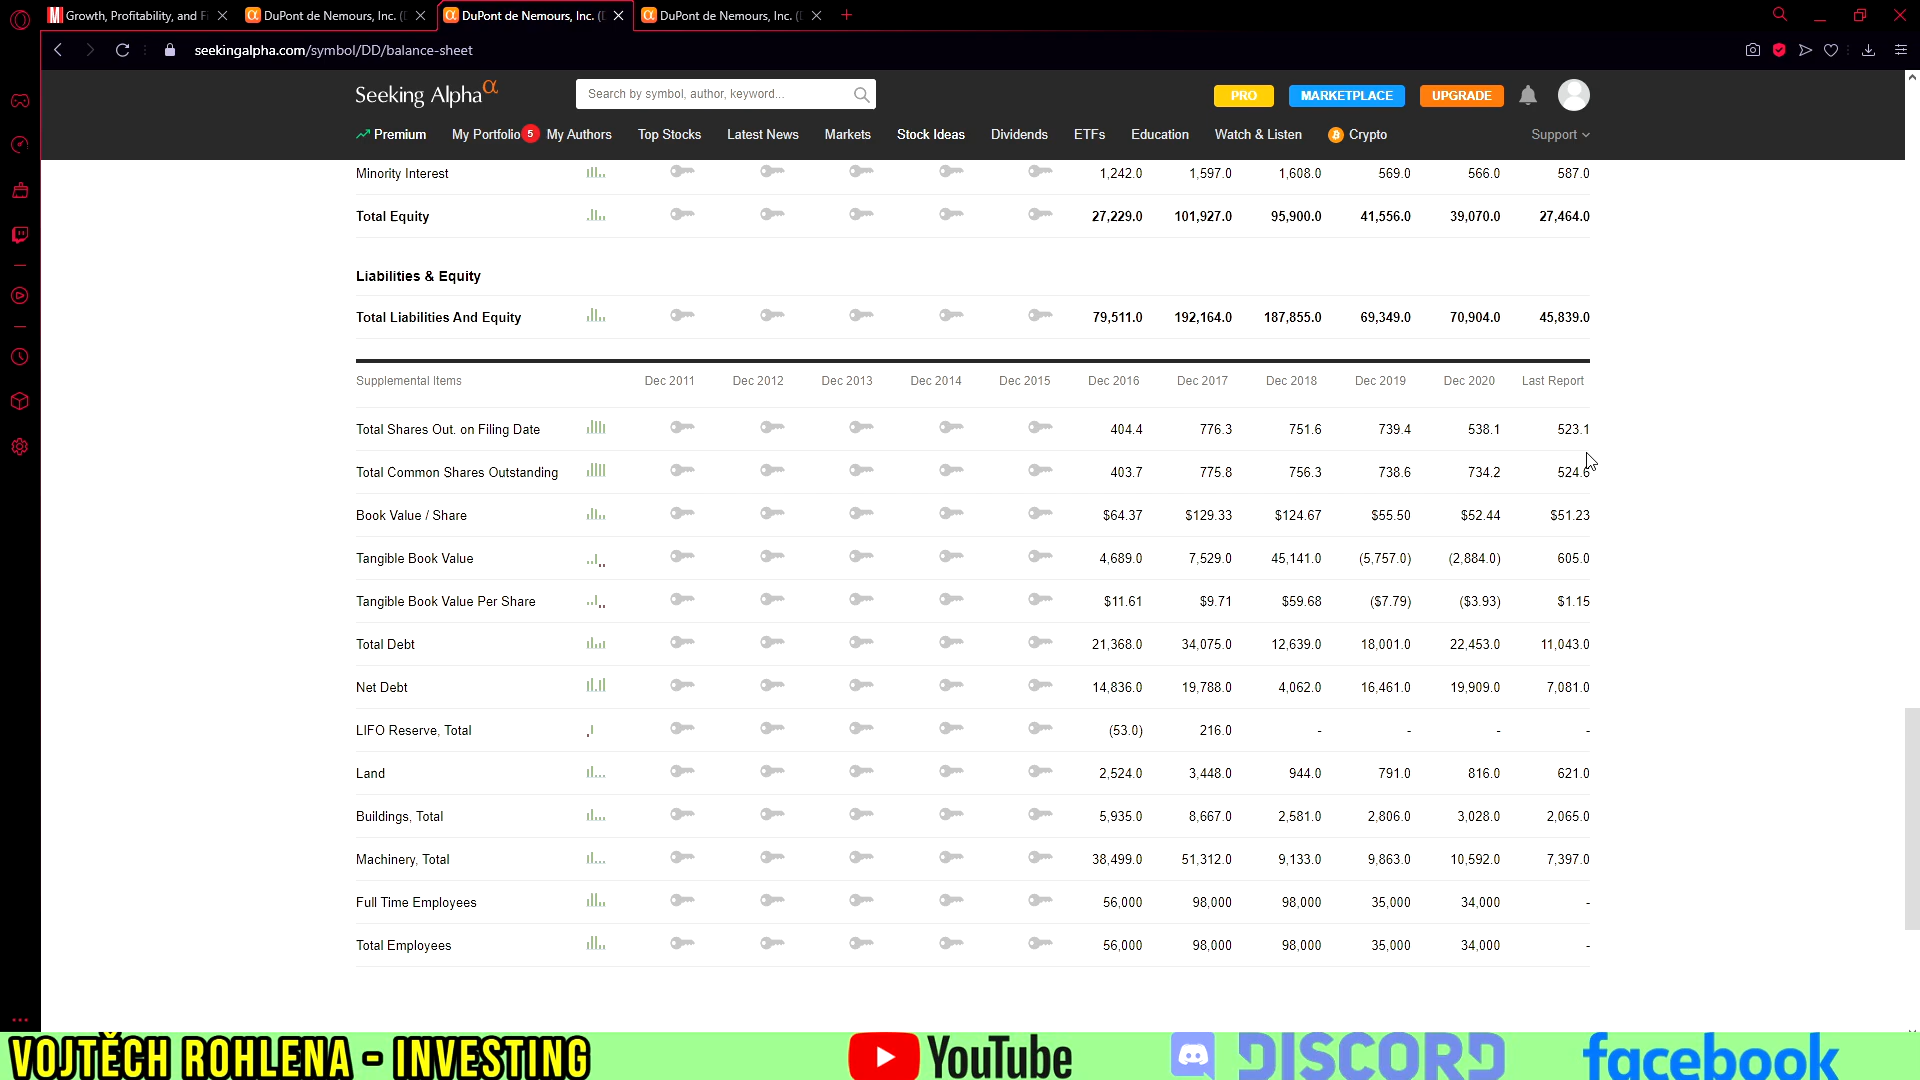 Growth, Profitability, and Fi
DuPont de Nemours, Inc. (
DuPont de Nemours, Inc. (
DuPont de Nemours, Inc. (
seekingalpha.com/symbol/DD/balance-sheet
Seeking Alpha α
Search by symbol, author, keyword...
PRO MARKETPLACE UPGRADE
Premium My Portfolio 5 My Authors Top Stocks Latest News Markets Stock Ideas Dividends ETFs Education Watch & Listen Crypto Support
Minority Interest 1,242.0 1,597.0 1,608.0 569.0 566.0 587.0
Total Equity 27,229.0 101,927.0 95,900.0 41,556.0 39,070.0 27,464.0
Liabilities & Equity
Total Liabilities And Equity 79,511.0 192,164.0 187,855.0 69,349.0 70,904.0 45,839.0
Supplemental Items Dec 2011 Dec 2012 Dec 2013 Dec 2014 Dec 2015 Dec 2016 Dec 2017 Dec 2018 Dec 2019 Dec 2020 Last Report
Total Shares Out. on Filing Date 404.4 776.3 751.6 739.4 538.1 523.1
Total Common Shares Outstanding 403.7 775.8 756.3 738.6 734.2 524.6
Book Value / Share $64.37 $129.33 $124.67 $55.50 $52.44 $51.23
Tangible Book Value 4,689.0 7,529.0 45,141.0 (5,757.0) (2,884.0) 605.0
Tangible Book Value Per Share $11.61 $9.71 $59.68 ($7.79) ($3.93) $1.15
Total Debt 21,368.0 34,075.0 12,639.0 18,001.0 22,453.0 11,043.0
Net Debt 14,836.0 19,788.0 4,062.0 16,461.0 19,909.0 7,081.0
LIFO Reserve, Total (53.0) 216.0 - - - -
Land 2,524.0 3,448.0 944.0 791.0 816.0 621.0
Buildings, Total 5,935.0 8,667.0 2,581.0 2,806.0 3,028.0 2,065.0
Machinery, Total 38,499.0 51,312.0 9,133.0 9,863.0 10,592.0 7,397.0
Full Time Employees 56,000 98,000 98,000 35,000 34,000 -
Total Employees 56,000 98,000 98,000 35,000 34,000 -
VOJTĚCH ROHLENA - INVESTING YouTube DISCORD facebook